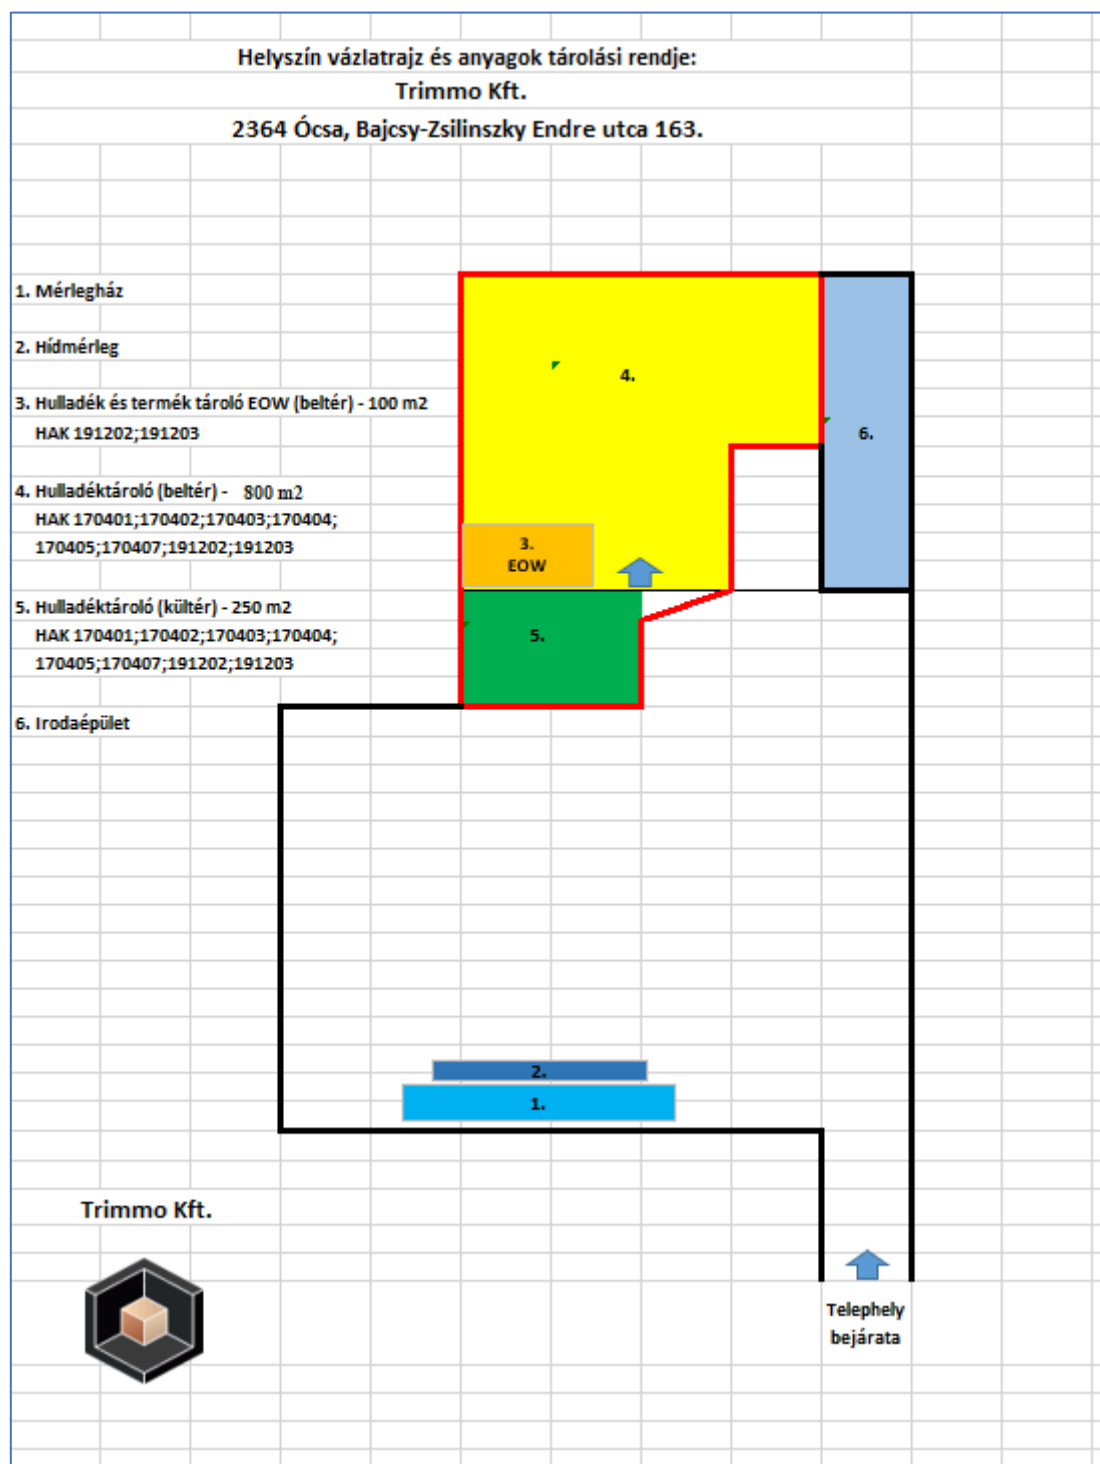 Helyszín vázlatrajz és anyagok tárolási rendje:
Trimmo Kft.
2364 Ócsa, Bajcsy-Zsilinszky Endre utca 163.
1. Mérlegház
2. Hídmérleg
3. Hulladék és termék tároló EOW (beltér) - 100 m2
HAK 191202;191203
4. Hulladéktároló (beltér) - 800 m2
HAK 170401;170402;170403;170404;
170405;170407;191202;191203
5. Hulladéktároló (kültér) - 250 m2
HAK 170401;170402;170403;170404;
170405;170407;191202;191203
6. Irodaépület
4.
6.
3.
EOW
5.
2.
1.
Trimmo Kft.
Telephely
bejárata